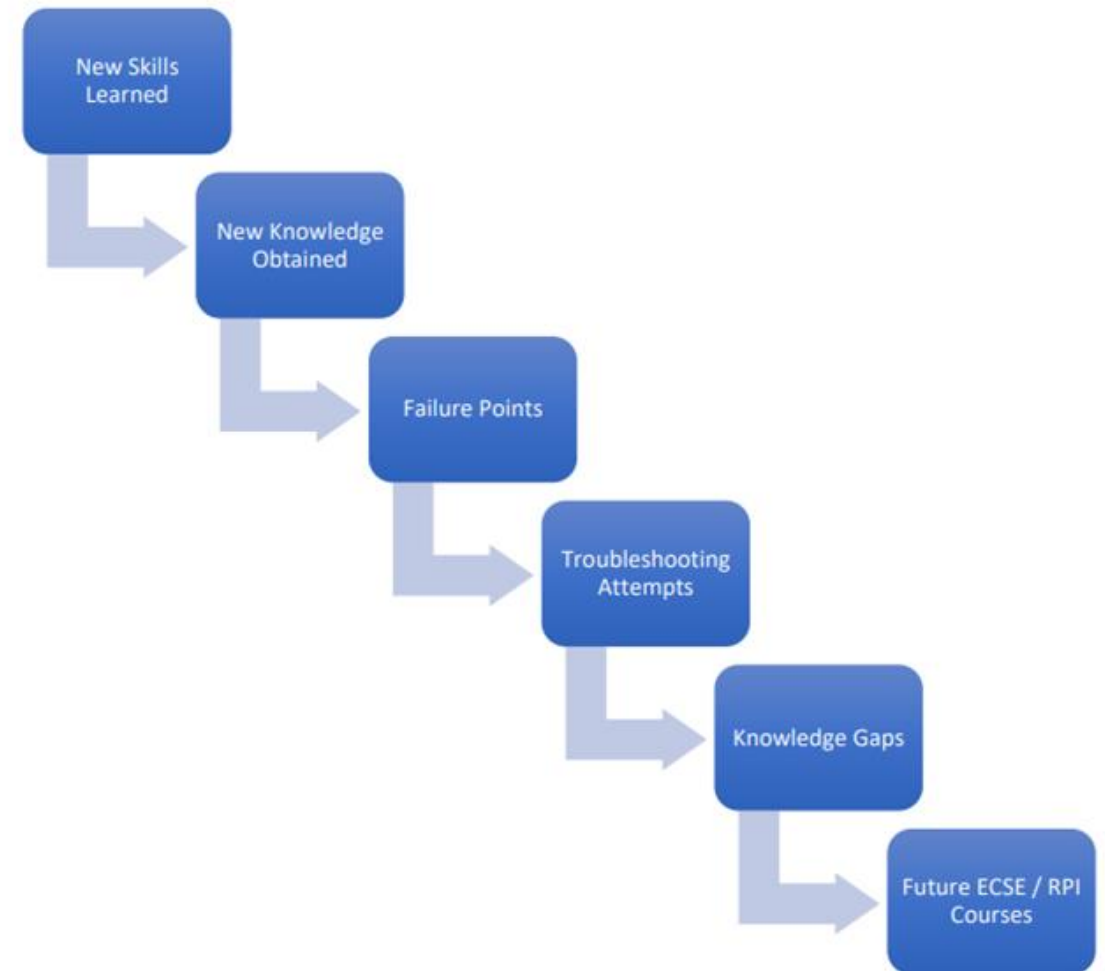 New Skills
Learned
New Knowledge
Obtained
Failure Points
Troubleshooting
Attempts
Knowledge Gaps
Future ECSE / RPI
Courses